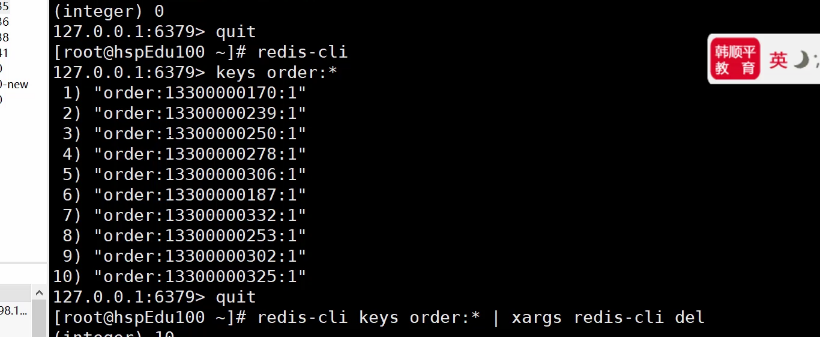 35
36
38
41
0-new
98.1...
(integer) 0
127.0.0.1:6379> quit
[root@hspEdu100 ~]# redis-cli
127.0.0.1:6379> keys order:*
1) "order:13300000170:1"
2) "order:13300000239:1"
3) "order:13300000250:1"
4) "order:13300000278:1"
5) "order:13300000306:1"
6) "order:13300000187:1"
7) "order:13300000332:1"
8) "order:13300000253:1"
9) "order:13300000302:1"
10) "order:13300000325:1"
127.0.0.1:6379> quit
[root@hspEdu100 ~]# redis-cli keys order:* | xargs redis-cli del
(integer) 10
韩顺平
教育
英